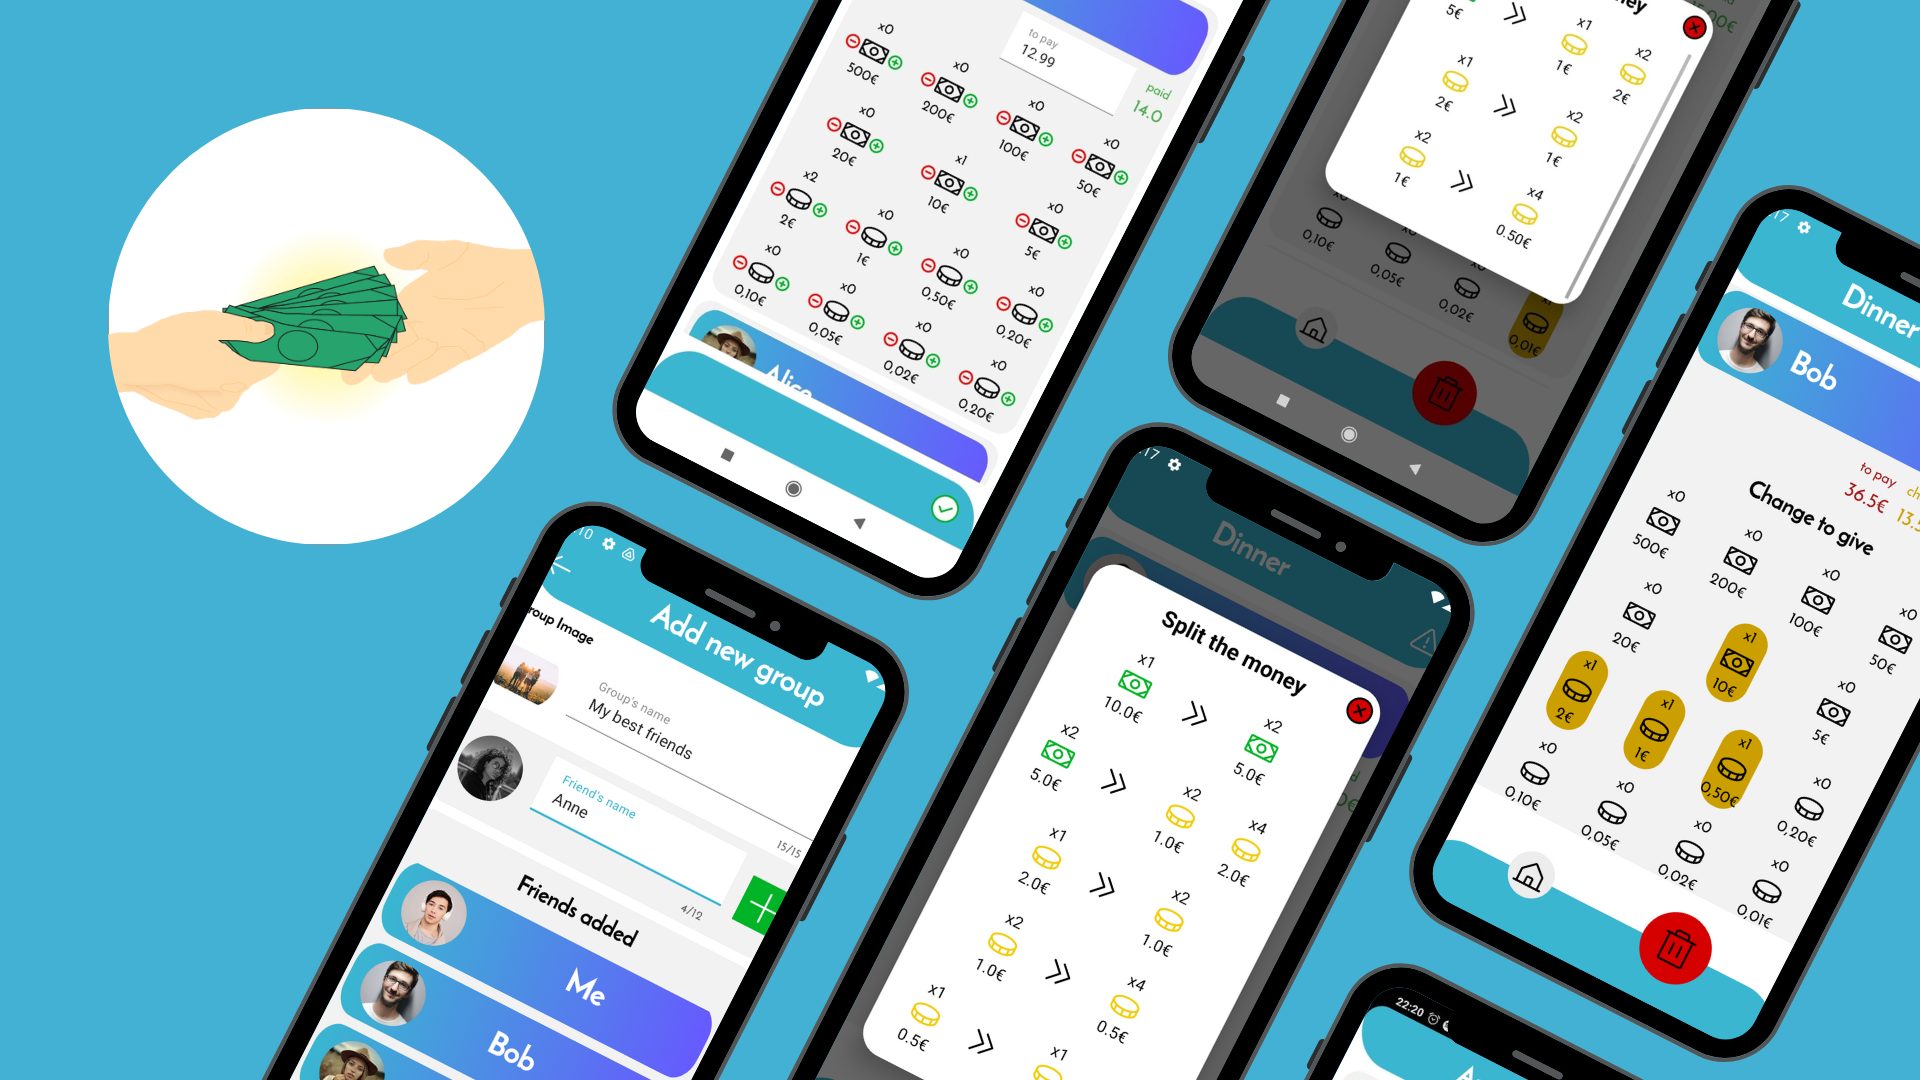 to pay
12.99
paid
14.0
x0
500€
x0
200€
x0
100€
x0
50€
x0
20€
x1
10€
x0
5€
x2
2€
x0
1€
x0
0,50€
x0
0,20€
x0
0,10€
x0
0,05€
x0
0,02€
x0
0,20€
Alice
5€
x1
1€
x2
2€
x1
2€
x2
1€
x2
1€
x4
0.50€
0,10€
0,05€
0,02€
x1
0,01€
:17
Dinner
Bob
to pay
36.5€
Change to give
x0
500€
x0
200€
x0
100€
x0
50€
x0
20€
x1
10€
x0
5€
x1
2€
x1
1€
x1
0,50€
x0
0,20€
x0
0,10€
x0
0,05€
x0
0,02€
x0
0,01€
:10
Add new group
Group Image
Group's name
My best friends
15/15
Friend's name
Anne
4/12
Friends added
Me
Bob
:17
Dinner
Split the money
x1
10.0€
x2
5.0€
x2
5.0€
x2
1.0€
x4
2.0€
x1
2.0€
x2
1.0€
x2
1.0€
x4
0.5€
x1
0.5€
x1
22:20